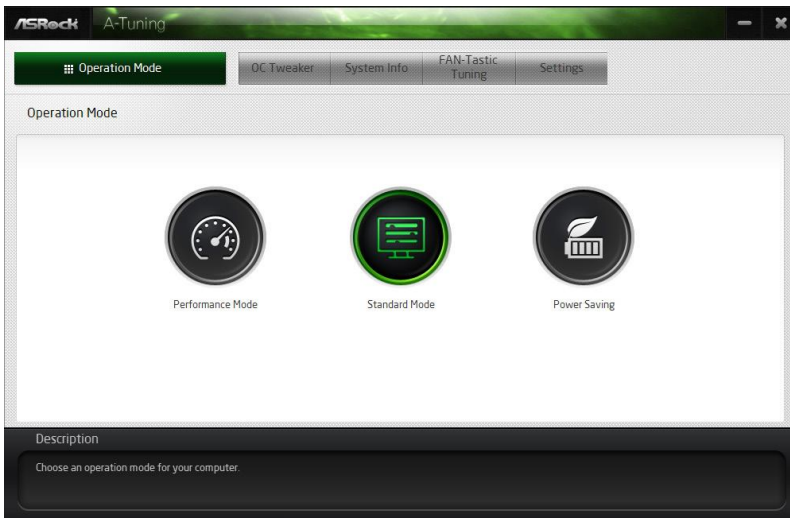 ASRock A-Tuning
Operation Mode OC Tweaker System Info FAN-Tastic Tuning Settings
Operation Mode
Performance Mode Standard Mode Power Saving
Description
Choose an operation mode for your computer.